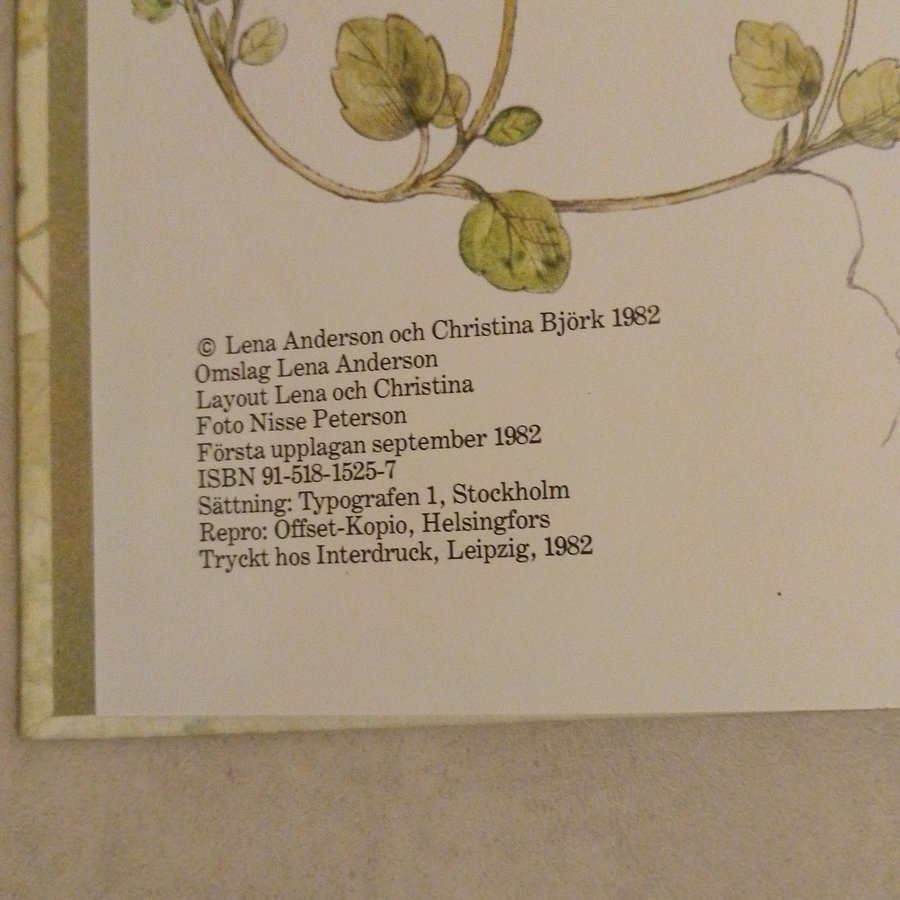 © Lena Anderson och Christina Björk 1982
Omslag Lena Anderson
Layout Lena och Christina
Foto Nisse Peterson
Första upplagan september 1982
ISBN 91-518-1525-7
Sättning: Typografen 1, Stockholm
Repro: Offset-Kopio, Helsingfors
Tryckt hos Interdruck, Leipzig, 1982